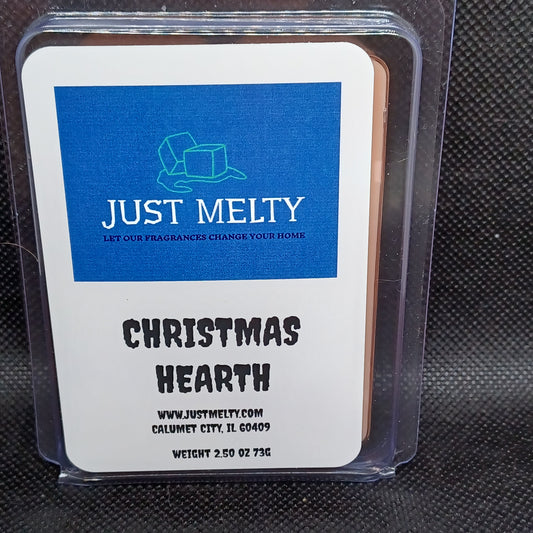 JUST MELTY
LET OUR FRAGRANCES CHANGE YOUR HOME
CHRISTMAS
HEARTH
WWW.JUSTMELTY.COM
CALUMET CITY, IL 60409
WEIGHT 2.50 OZ 73G